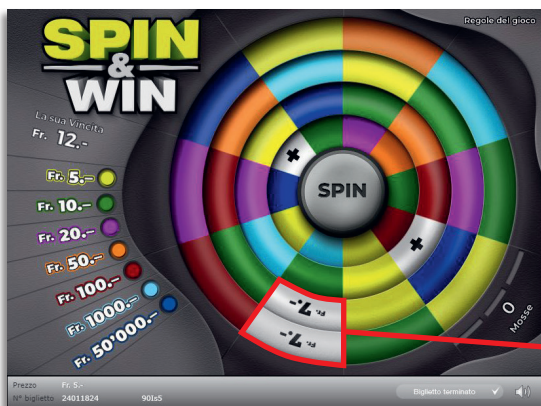 Regole del gioco
SPIN
&
WIN
La sua Vincita
Fr. 12.-
Fr. 5.–
Fr. 10.–
Fr. 20.–
Fr. 50.–
Fr. 100.–
Fr. 1000.–
Fr. 50'000.–
+
SPIN
+
Fr. 7.-
Fr. 7.-
0
Mosse
Prezzo Fr. 5.-
N° biglietto 24011824 90Is5
Biglietto terminato